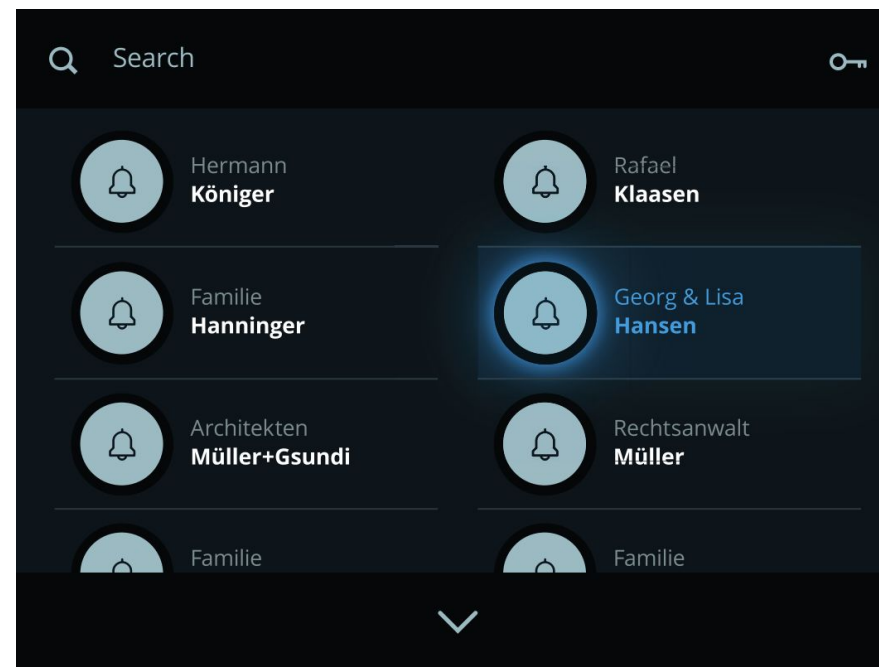 Search
Hermann
Königer
Rafael
Klaasen
Familie
Hanninger
Georg & Lisa
Hansen
Architekten
Müller+Gsundi
Rechtsanwalt
Müller
Familie
Familie